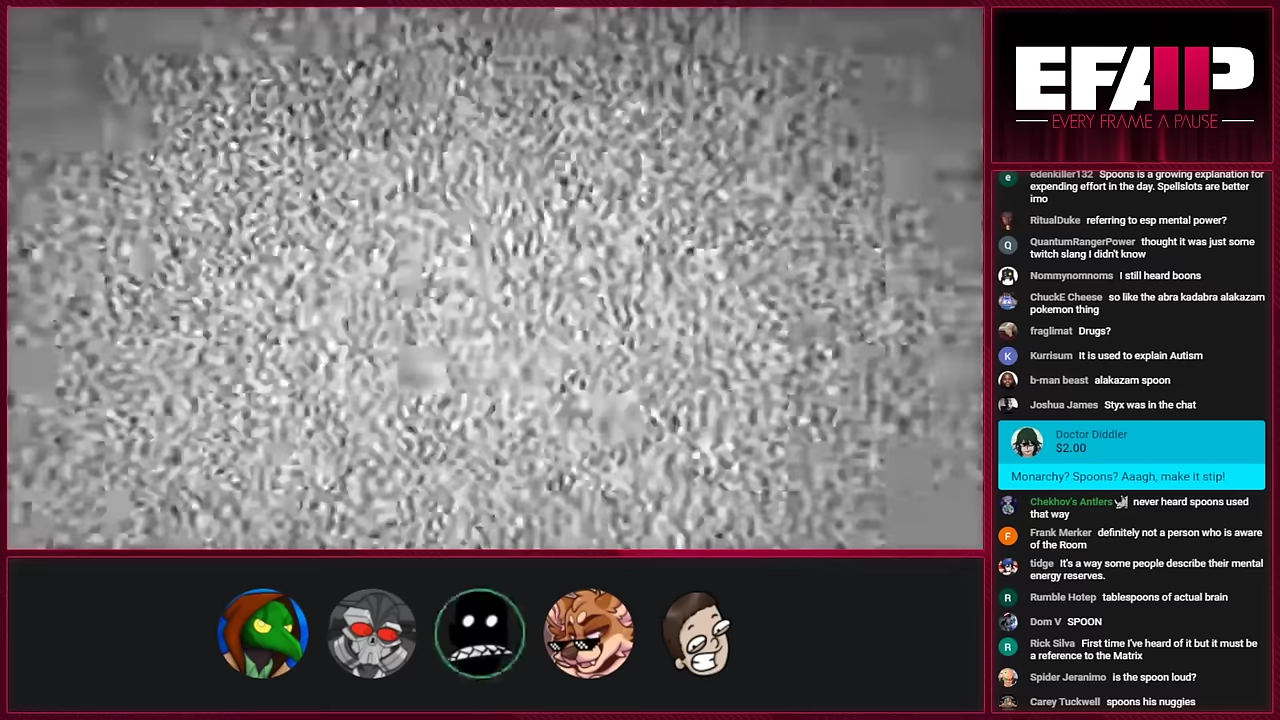 EFAP
EVERY FRAME A PAUSE
edenkiller132 Spoons is a growing explanation for
expending effort in the day. Spellslots are better
imo
RitualDuke referring to esp mental power?
QuantumRangerPower thought it was just some
twitch slang I didn't know
Nommynomnoms I still heard boons
ChuckE Cheese so like the abra kadabra alakazam
pokemon thing
fraglimat Drugs?
Kurrisum It is used to explain Autism
b-man beast alakazam spoon
Joshua James Styx was in the chat
Doctor Diddler
$2.00
Monarchy? Spoons? Aaagh, make it stip!
Chekhov's Antlers never heard spoons used
that way
Frank Merker definitely not a person who is aware
of the Room
tidge It's a way some people describe their mental
energy reserves.
Rumble Hotep tablespoons of actual brain
Dom V SPOON
Rick Silva First time I've heard of it but it must be
a reference to the Matrix
Spider Jeranimo is the spoon loud?
Carey Tuckwell spoons his nuggies